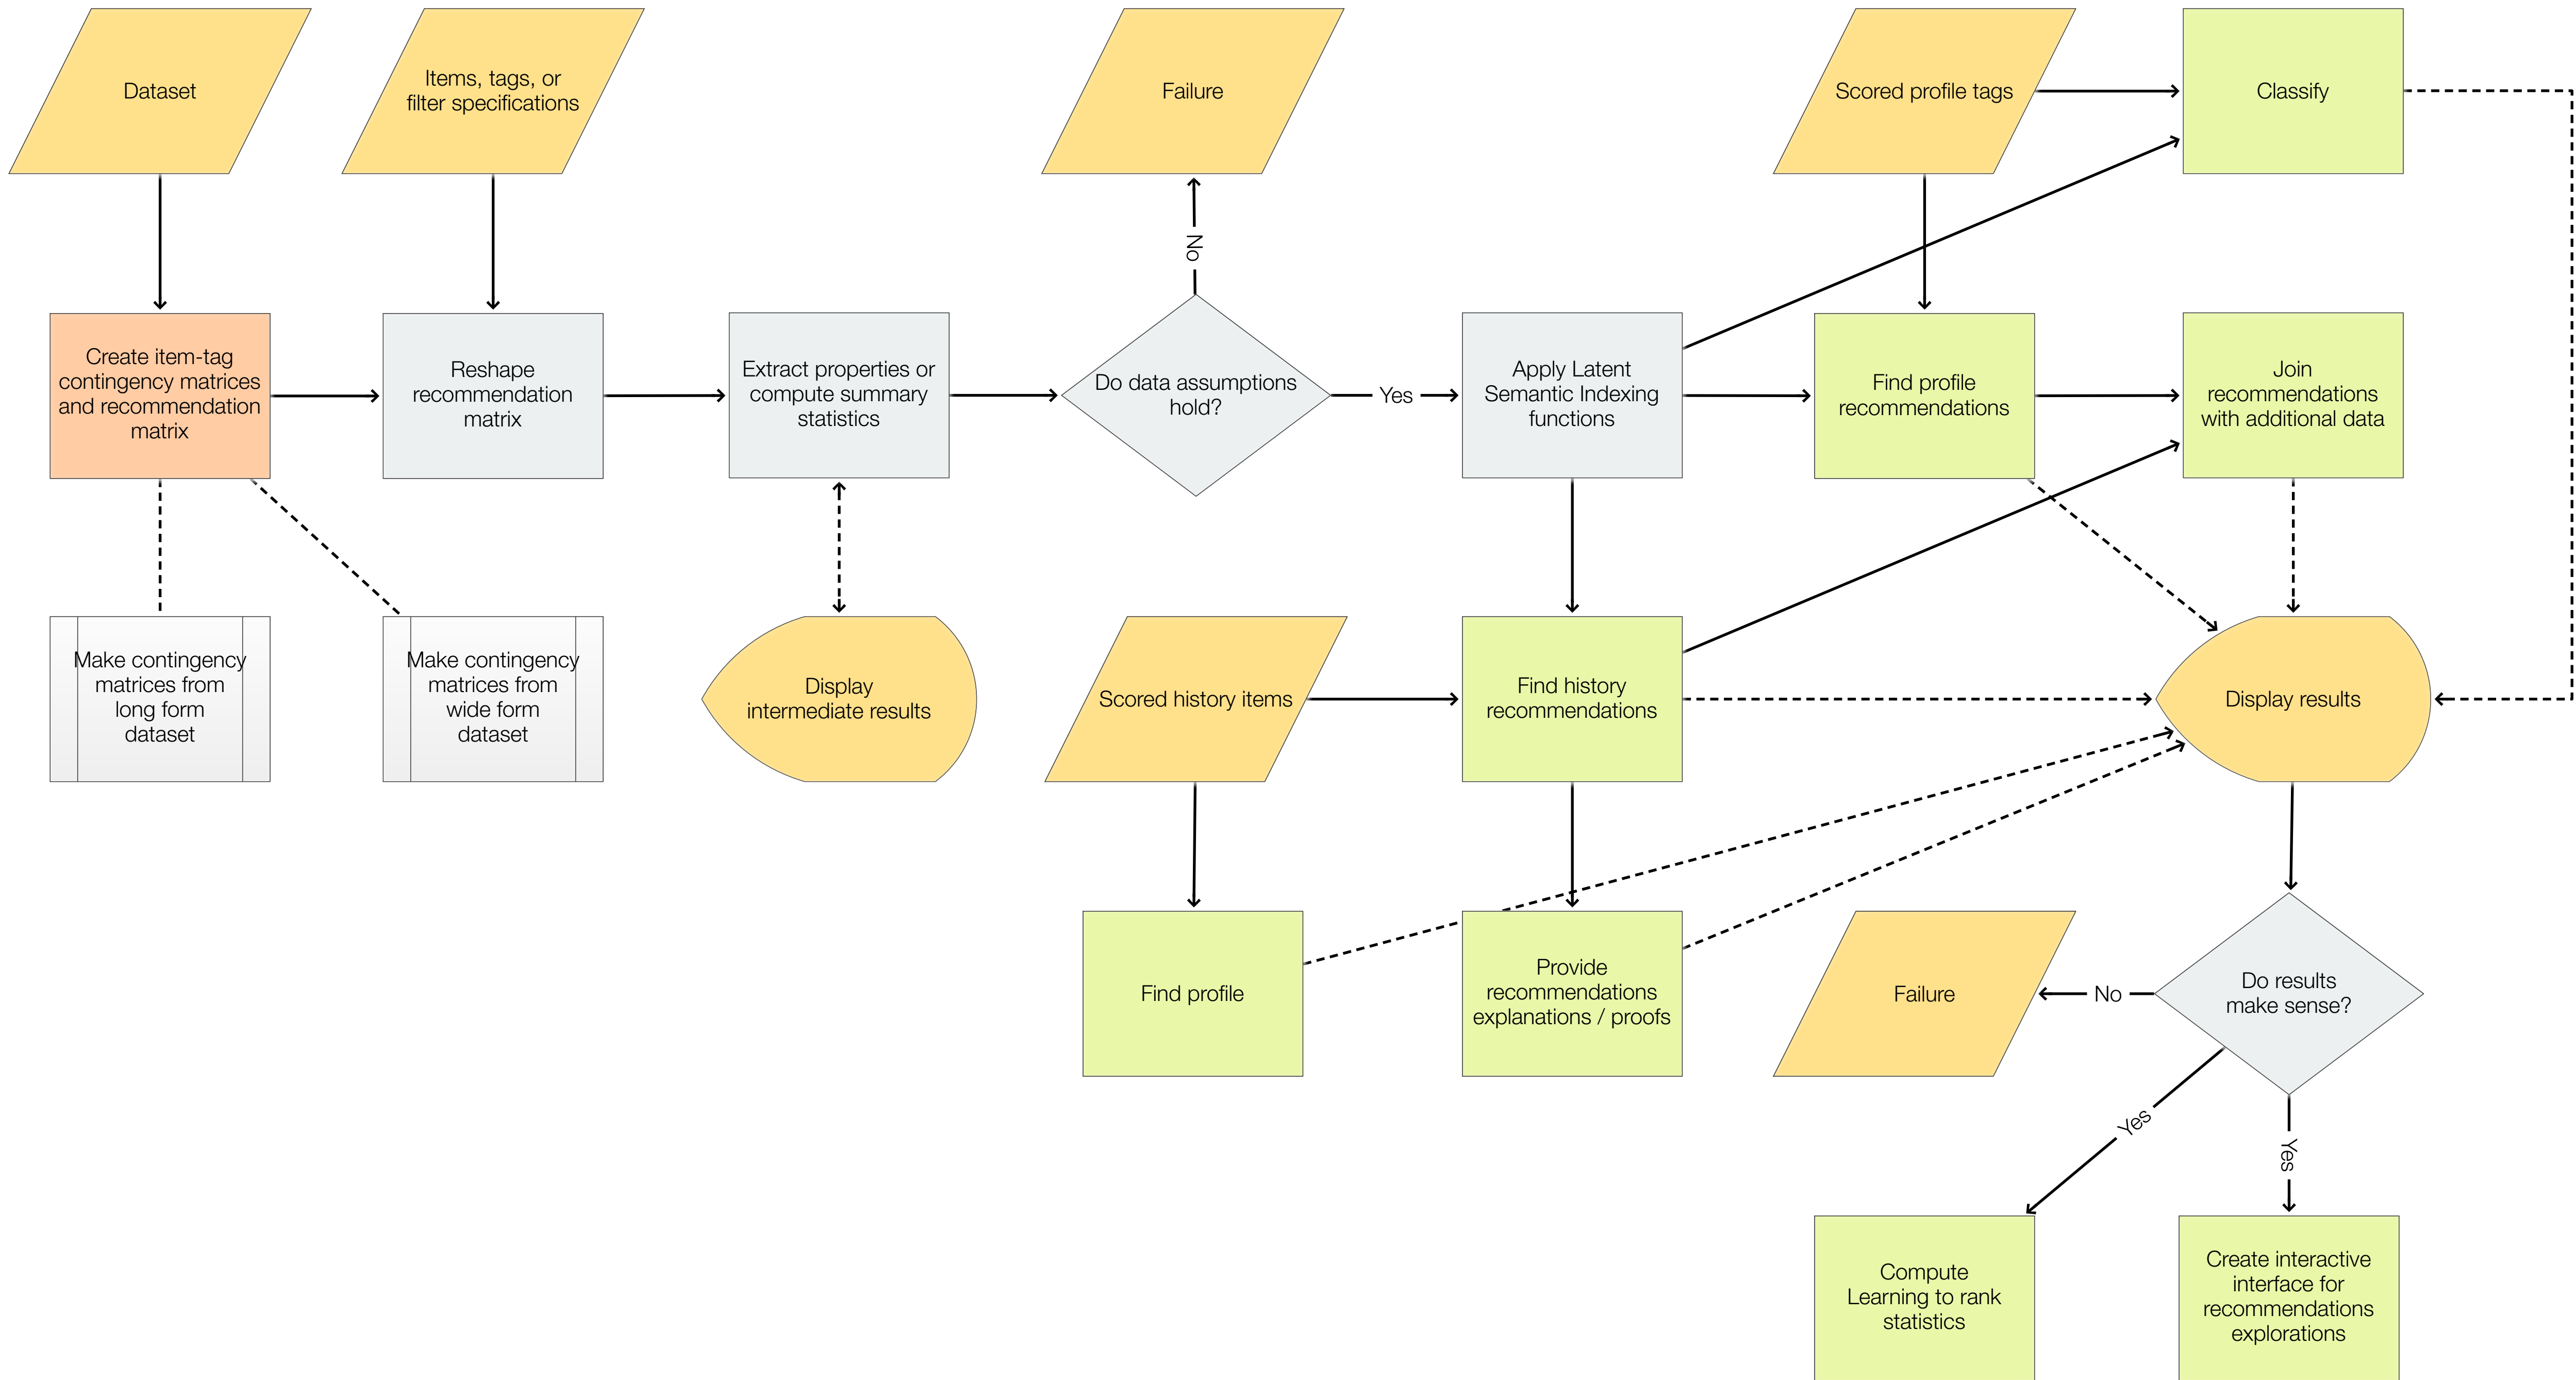 Dataset
Items, tags, or
filter specifications
Failure
Scored profile tags
Classify
No
Create item-tag
contingency matrices
and recommendation
matrix
Reshape
recommendation
matrix
Extract properties or
compute summary
statistics
Do data assumptions
hold?
Yes
Apply Latent
Semantic Indexing
functions
Find profile
recommendations
Join
recommendations
with additional data
Make contingency
matrices from
long form
dataset
Make contingency
matrices from
wide form
dataset
Display
intermediate results
Scored history items
Find history
recommendations
Display results
Find profile
Provide
recommendations
explanations / proofs
Failure
No
Do results
make sense?
Yes
Yes
Compute
Learning to rank
statistics
Create interactive
interface for
recommendations
explorations